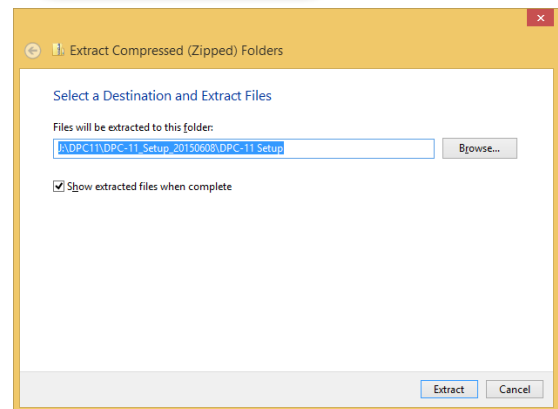 Extract Compressed (Zipped) Folders
Select a Destination and Extract Files
Files will be extracted to this folder:
J:\DPC11\DPC-11_Setup_20150608\DPC-11 Setup
Browse...
Show extracted files when complete
Extract
Cancel